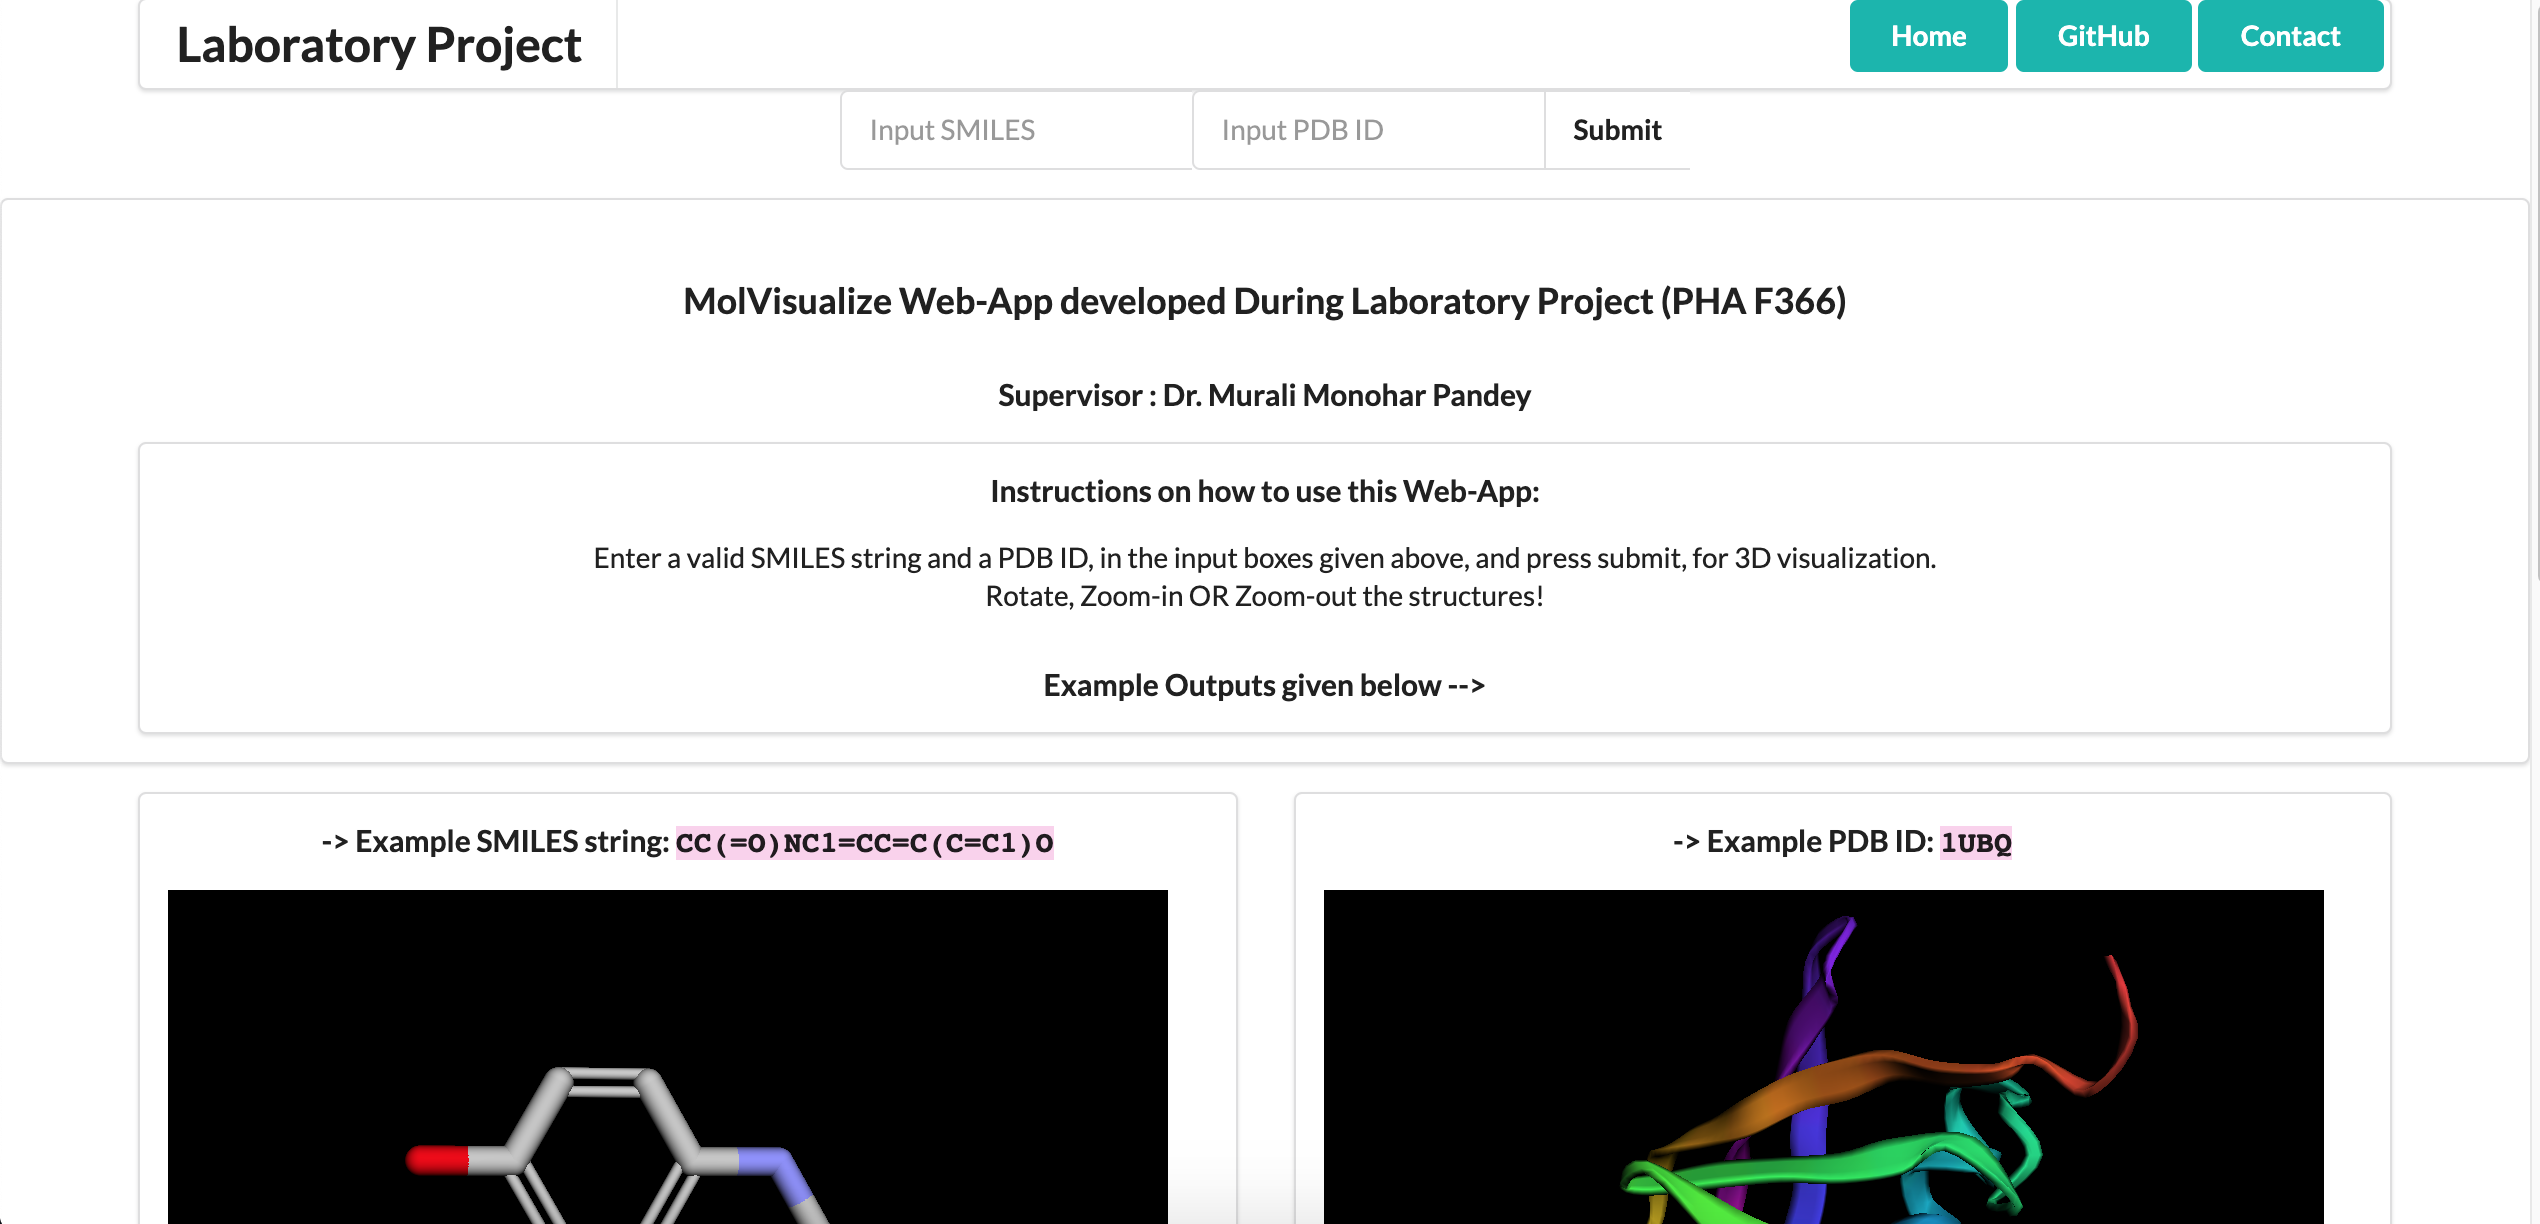 Laboratory Project
Home
GitHub
Contact
Input SMILES
Input PDB ID
Submit
MolVisualize Web-App developed During Laboratory Project (PHA F366)
Supervisor : Dr. Murali Monohar Pandey
Instructions on how to use this Web-App:
Enter a valid SMILES string and a PDB ID, in the input boxes given above, and press submit, for 3D visualization.
Rotate, Zoom-in OR Zoom-out the structures!
Example Outputs given below -->
-> Example SMILES string: CC(=O)NC1=CC=C(C=C1)O
-> Example PDB ID: 1UBQ